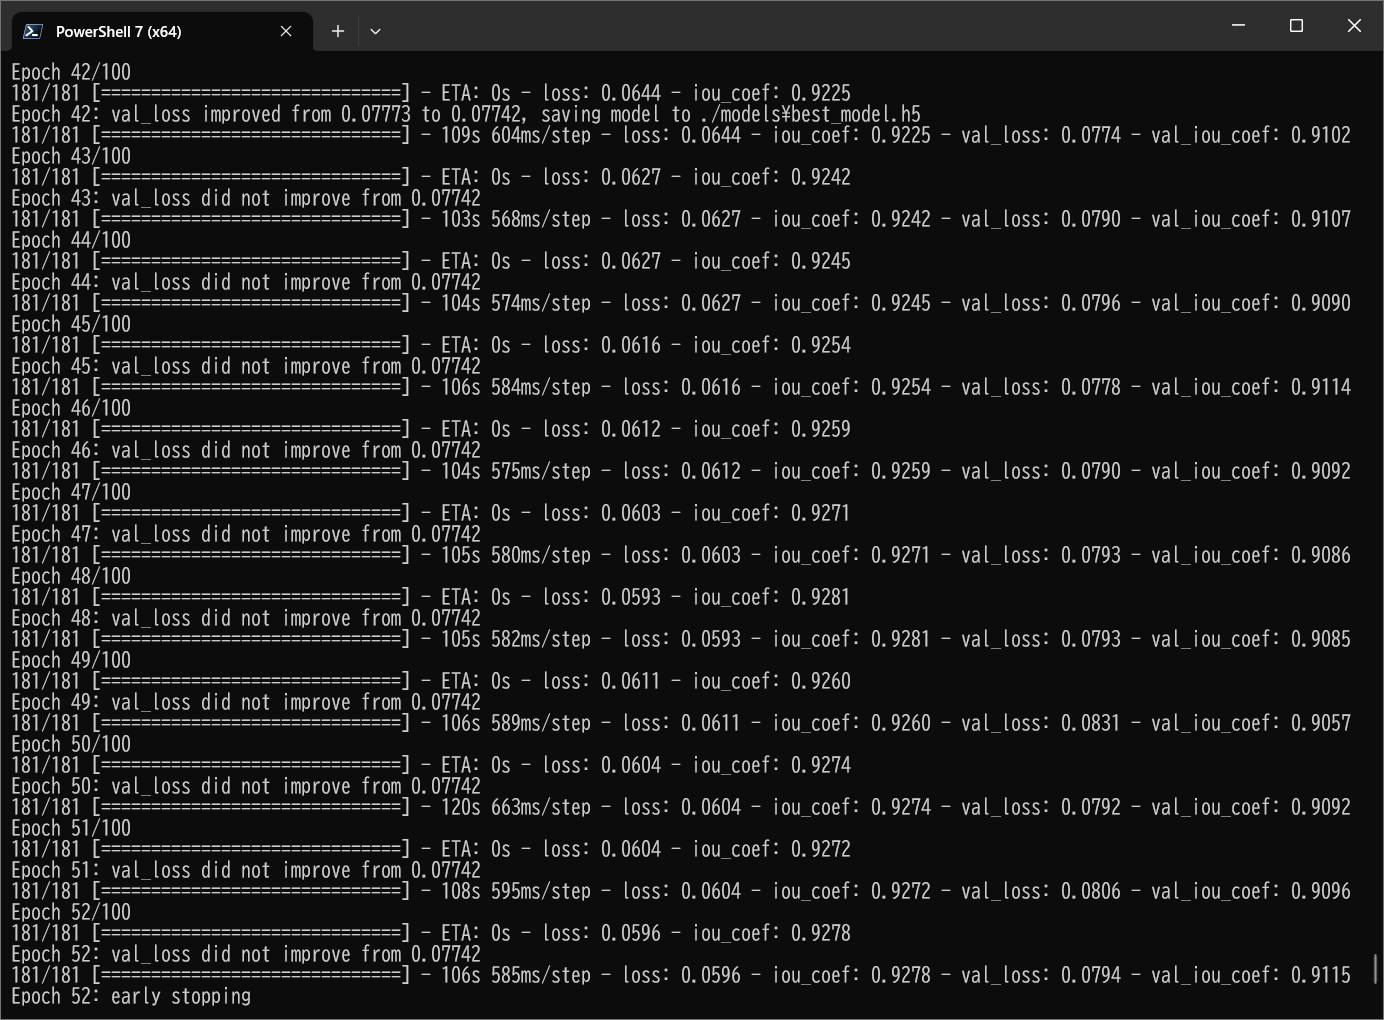 PowerShell 7 (x64)
Epoch 42/100
181/181 [==============================] - ETA: 0s - loss: 0.0644 - iou_coef: 0.9225
Epoch 42: val_loss improved from 0.07773 to 0.07742, saving model to ./models¥best_model.h5
181/181 [==============================] - 109s 604ms/step - loss: 0.0644 - iou_coef: 0.9225 - val_loss: 0.0774 - val_iou_coef: 0.9102
Epoch 43/100
181/181 [==============================] - ETA: 0s - loss: 0.0627 - iou_coef: 0.9242
Epoch 43: val_loss did not improve from 0.07742
181/181 [==============================] - 103s 568ms/step - loss: 0.0627 - iou_coef: 0.9242 - val_loss: 0.0790 - val_iou_coef: 0.9107
Epoch 44/100
181/181 [==============================] - ETA: 0s - loss: 0.0627 - iou_coef: 0.9245
Epoch 44: val_loss did not improve from 0.07742
181/181 [==============================] - 104s 574ms/step - loss: 0.0627 - iou_coef: 0.9245 - val_loss: 0.0796 - val_iou_coef: 0.9090
Epoch 45/100
181/181 [==============================] - ETA: 0s - loss: 0.0616 - iou_coef: 0.9254
Epoch 45: val_loss did not improve from 0.07742
181/181 [==============================] - 106s 584ms/step - loss: 0.0616 - iou_coef: 0.9254 - val_loss: 0.0778 - val_iou_coef: 0.9114
Epoch 46/100
181/181 [==============================] - ETA: 0s - loss: 0.0612 - iou_coef: 0.9259
Epoch 46: val_loss did not improve from 0.07742
181/181 [==============================] - 104s 575ms/step - loss: 0.0612 - iou_coef: 0.9259 - val_loss: 0.0790 - val_iou_coef: 0.9092
Epoch 47/100
181/181 [==============================] - ETA: 0s - loss: 0.0603 - iou_coef: 0.9271
Epoch 47: val_loss did not improve from 0.07742
181/181 [==============================] - 105s 580ms/step - loss: 0.0603 - iou_coef: 0.9271 - val_loss: 0.0793 - val_iou_coef: 0.9086
Epoch 48/100
181/181 [==============================] - ETA: 0s - loss: 0.0593 - iou_coef: 0.9281
Epoch 48: val_loss did not improve from 0.07742
181/181 [==============================] - 105s 582ms/step - loss: 0.0593 - iou_coef: 0.9281 - val_loss: 0.0793 - val_iou_coef: 0.9085
Epoch 49/100
181/181 [==============================] - ETA: 0s - loss: 0.0611 - iou_coef: 0.9260
Epoch 49: val_loss did not improve from 0.07742
181/181 [==============================] - 106s 589ms/step - loss: 0.0611 - iou_coef: 0.9260 - val_loss: 0.0831 - val_iou_coef: 0.9057
Epoch 50/100
181/181 [==============================] - ETA: 0s - loss: 0.0604 - iou_coef: 0.9274
Epoch 50: val_loss did not improve from 0.07742
181/181 [==============================] - 120s 663ms/step - loss: 0.0604 - iou_coef: 0.9274 - val_loss: 0.0792 - val_iou_coef: 0.9092
Epoch 51/100
181/181 [==============================] - ETA: 0s - loss: 0.0604 - iou_coef: 0.9272
Epoch 51: val_loss did not improve from 0.07742
181/181 [==============================] - 108s 595ms/step - loss: 0.0604 - iou_coef: 0.9272 - val_loss: 0.0806 - val_iou_coef: 0.9096
Epoch 52/100
181/181 [==============================] - ETA: 0s - loss: 0.0596 - iou_coef: 0.9278
Epoch 52: val_loss did not improve from 0.07742
181/181 [==============================] - 106s 585ms/step - loss: 0.0596 - iou_coef: 0.9278 - val_loss: 0.0794 - val_iou_coef: 0.9115
Epoch 52: early stopping